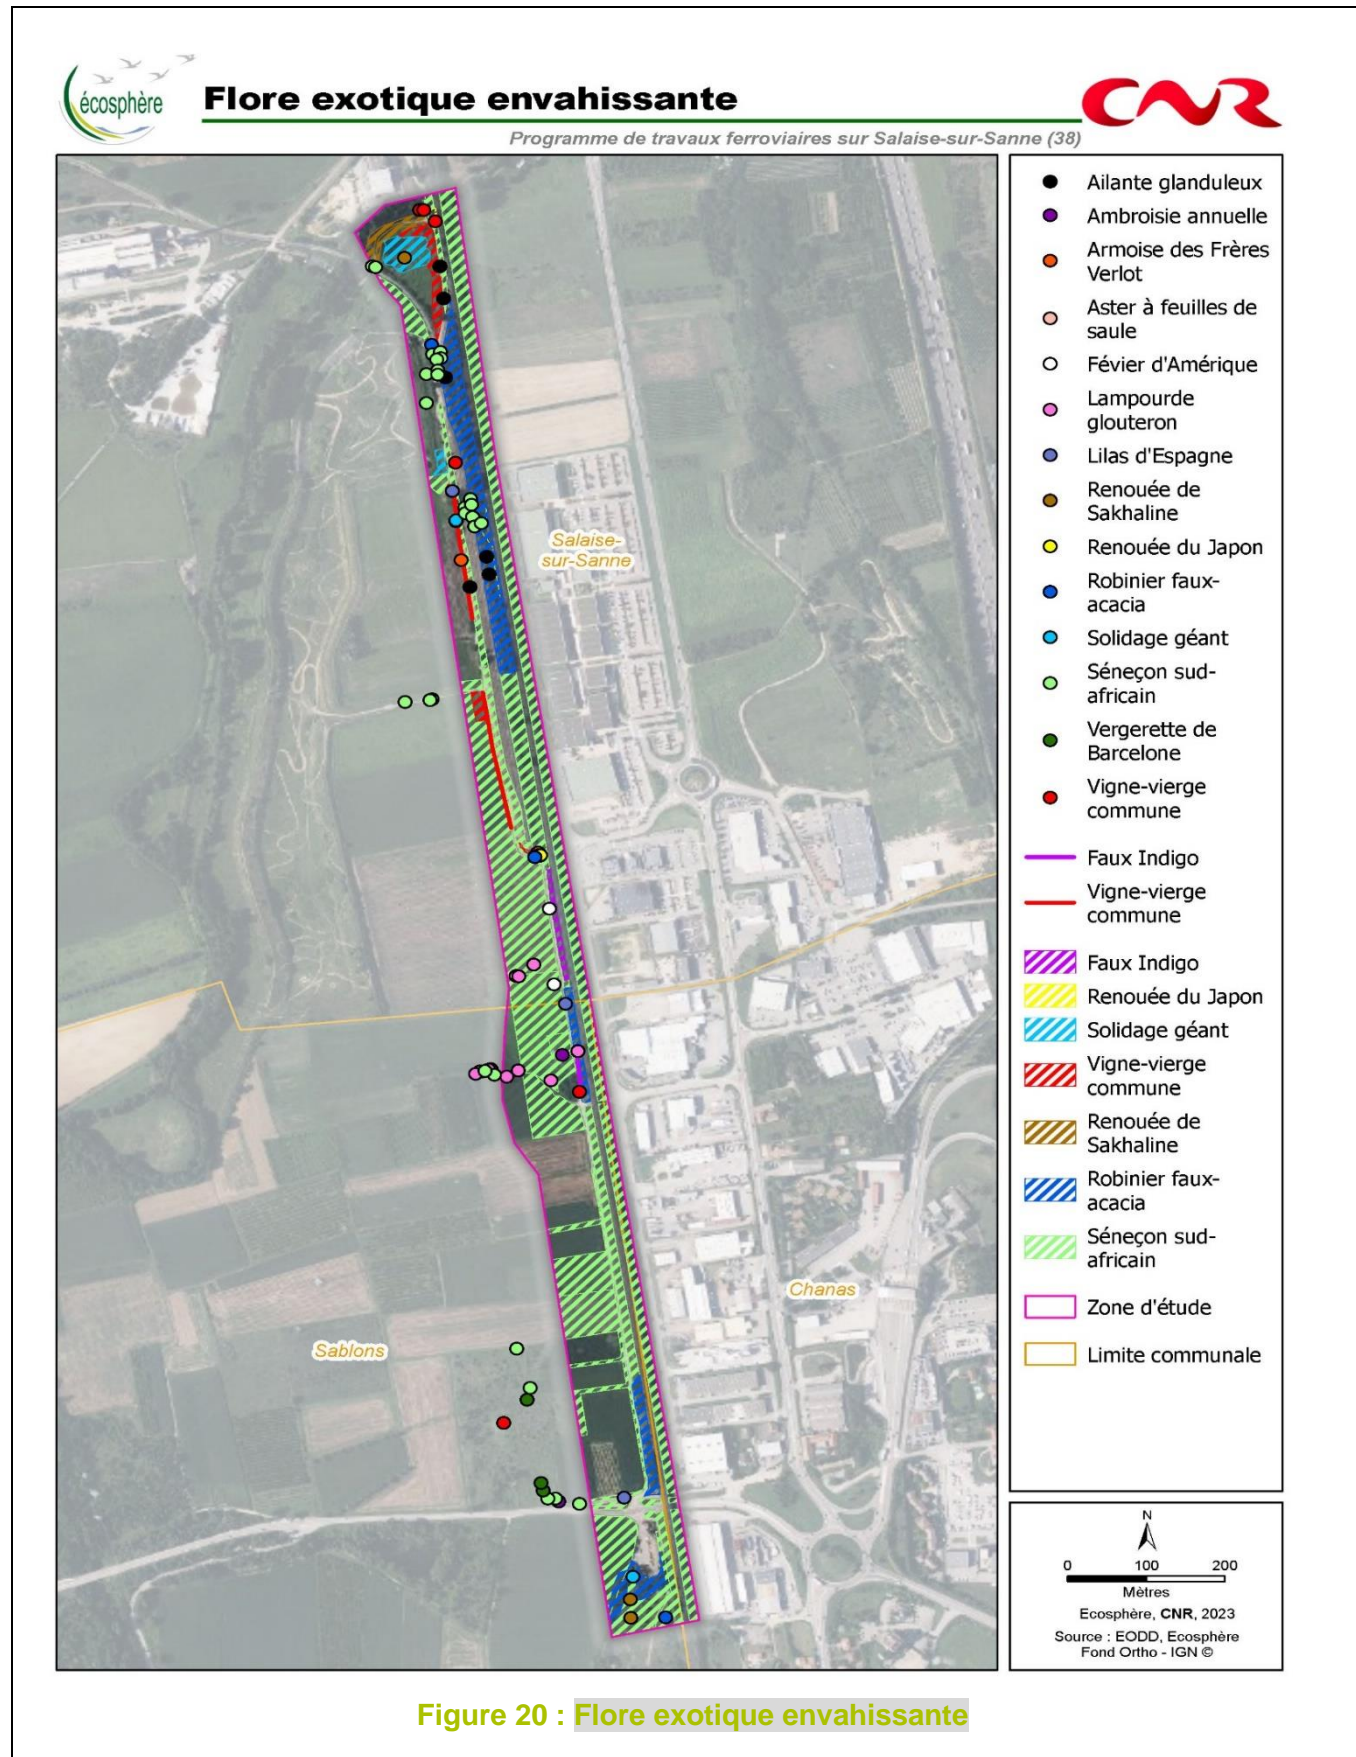 écosphère
Flore exotique envahissante
CNR
Programme de travaux ferroviaires sur Salaise-sur-Sanne (38)
Salaise-
sur-Sanne
Chanas
Sablons
Ailante glanduleux
Ambroisie annuelle
Armoise des Frères
Verlot
Aster à feuilles de
saule
Févier d'Amérique
Lampourde
glouteron
Lilas d'Espagne
Renouée de
Sakhaline
Renouée du Japon
Robinier faux-
acacia
Solidage géant
Séneçon sud-
africain
Vergerette de
Barcelone
Vigne-vierge
commune
Faux Indigo
Vigne-vierge
commune
Faux Indigo
Renouée du Japon
Solidage géant
Vigne-vierge
commune
Renouée de
Sakhaline
Robinier faux-
acacia
Séneçon sud-
africain
Zone d'étude
Limite communale
N
0 100 200
Mètres
Ecosphère, CNR, 2023
Source : EODD, Ecosphère
Fond Ortho - IGN ©
Figure 20 : Flore exotique envahissante